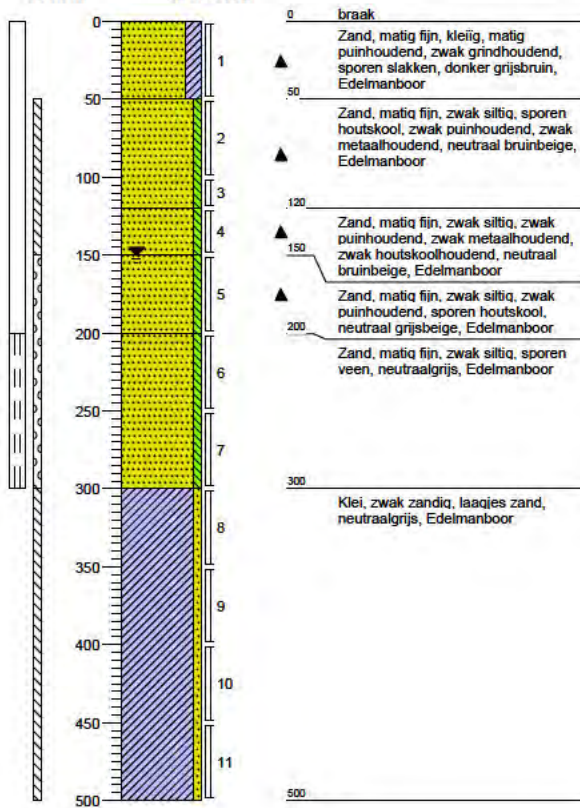 0
50
100
150
200
250
300
350
400
450
500
1
2
3
4
5
6
7
8
9
10
11
0 braak
Zand, matig fijn, kleiïg, matig
puinhoudend, zwak grindhoudend,
sporen slakken, donker grijsbruin,
Edelmanboor
50
Zand, matig fijn, zwak siltig, sporen
houtskool, zwak puinhoudend, zwak
metaalhoudend, neutraal bruinbeige,
Edelmanboor
120
Zand, matig fijn, zwak siltig, zwak
puinhoudend, zwak metaalhoudend,
zwak houtskoolhoudend, neutraal
bruinbeige, Edelmanboor
150
Zand, matig fijn, zwak siltig, zwak
puinhoudend, sporen houtskool,
neutraal grijsbeige, Edelmanboor
200
Zand, matig fijn, zwak siltig, sporen
veen, neutraalgrijs, Edelmanboor
300
Klei, zwak zandig, laagjes zand,
neutraalgrijs, Edelmanboor
500